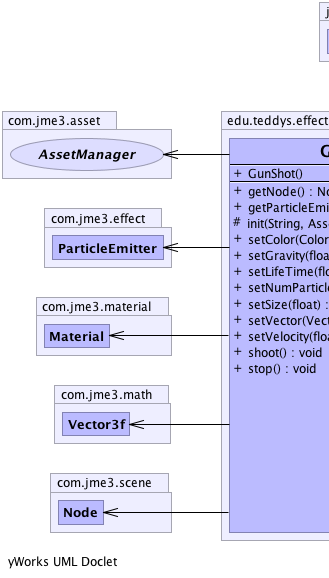 com.jme3.asset
AssetManager
com.jme3.effect
ParticleEmitter
com.jme3.material
Material
com.jme3.math
Vector3f
com.jme3.scene
Node
edu.teddys.effect
G
+ GunShot()
+ getNode() : No
+ getParticleEmi
# init(String, Asse
+ setColor(Color
+ setGravity(floa
+ setLifeTime(flo
+ setNumParticle
+ setSize(float) :
+ setVector(Vect
+ setVelocity(floa
+ shoot() : void
+ stop() : void
yWorks UML Doclet